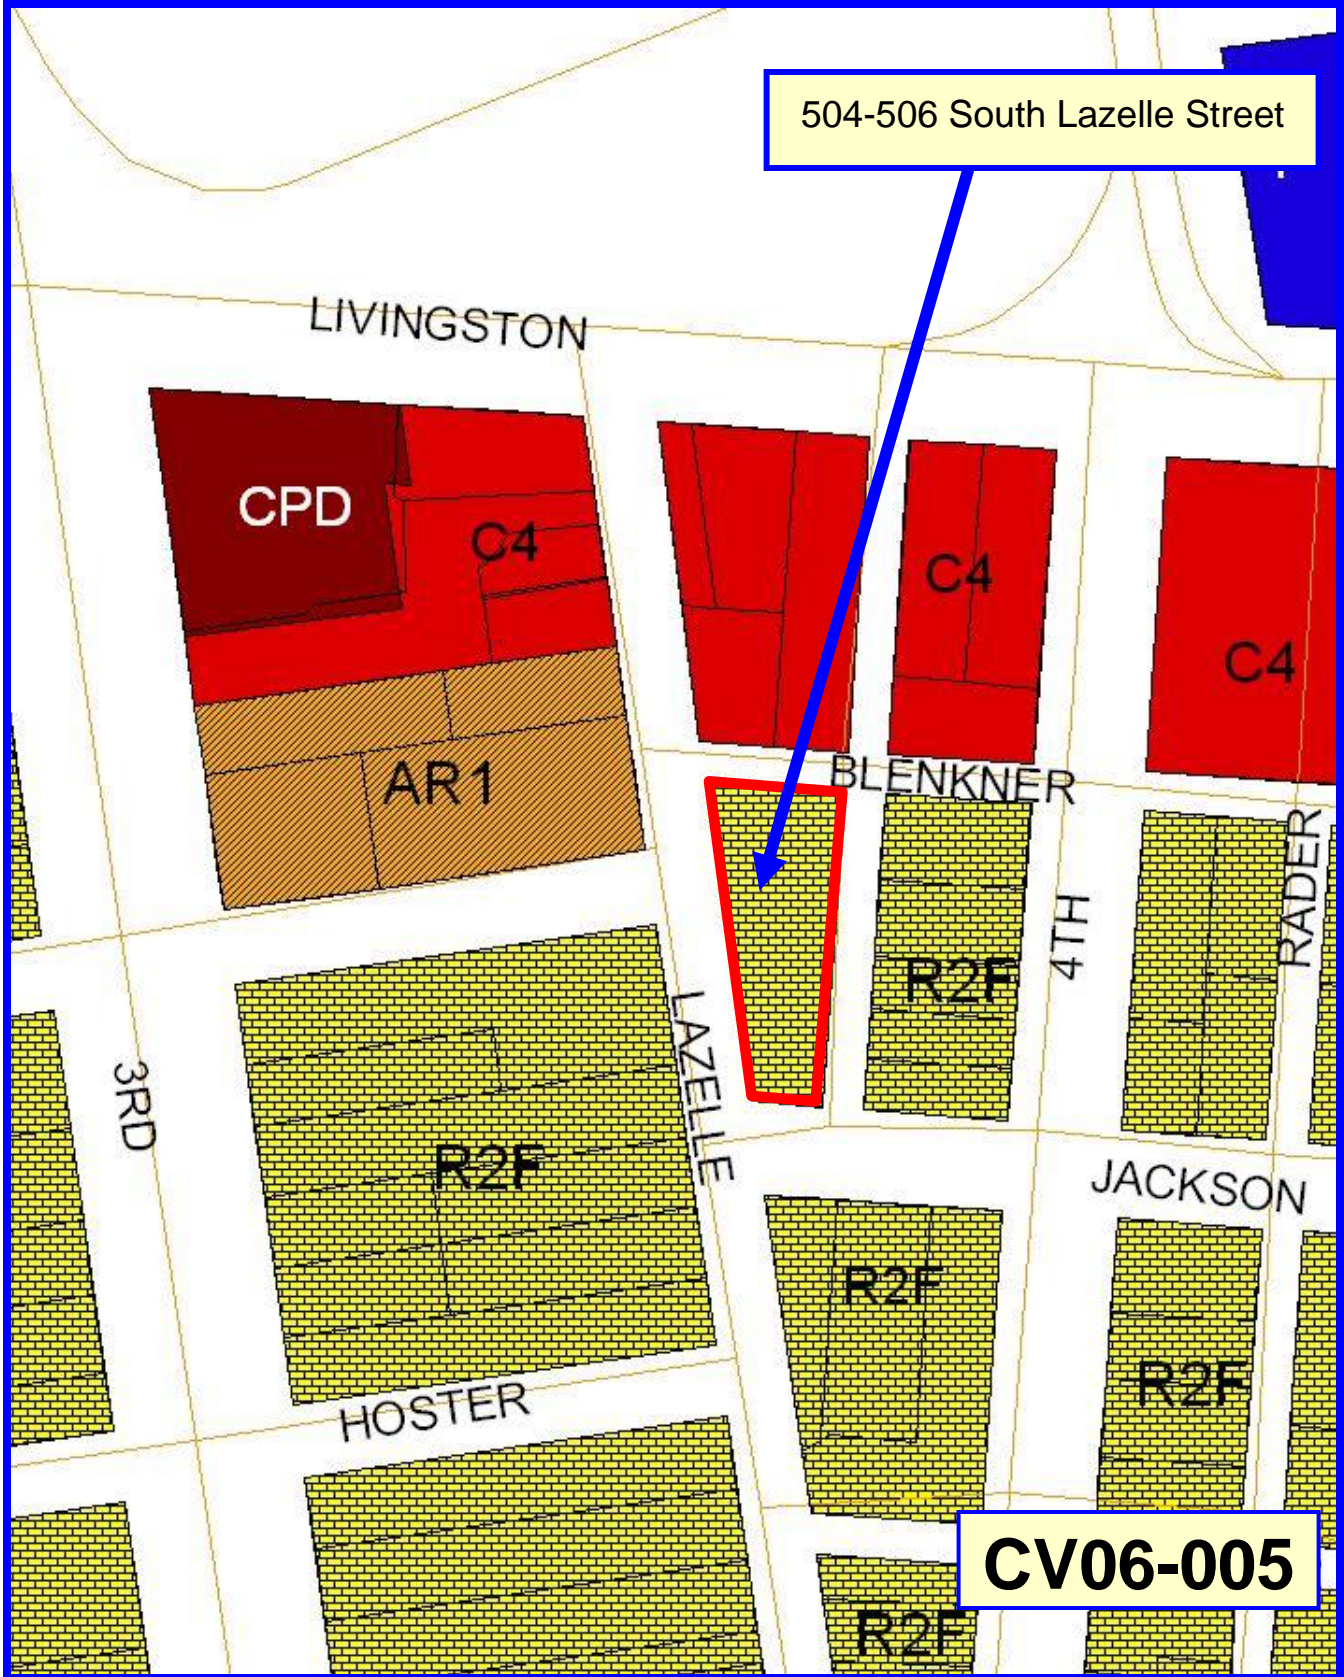 504-506 South Lazelle Street
LIVINGSTON
CPD
C4
C4
C4
BLENKNER
AR1
RADER
4TH
R2F
LAZELLE
3RD
R2F
JACKSON
R2F
R2F
HOSTER
CV06-005
R2F